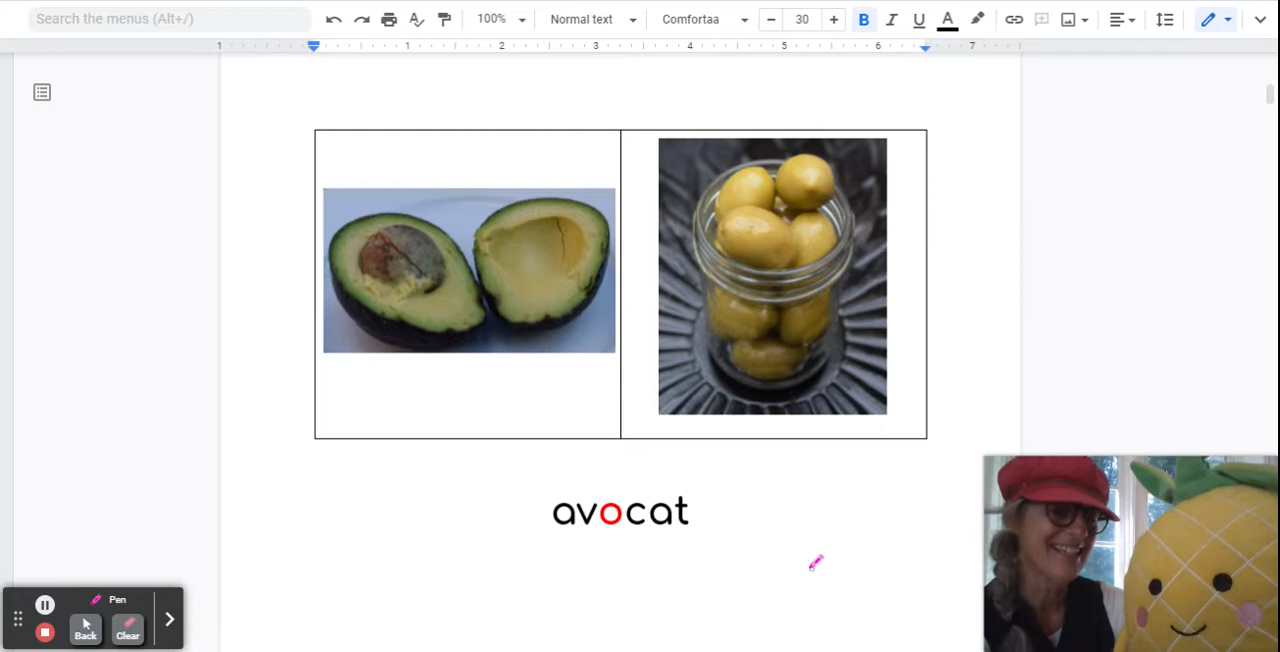 Search the menus (Alt+/) 100% Normal text Comfortaa − 30 + B I U A
1 1 2 3 4 5 6 7
avocat
Pen
Back Clear